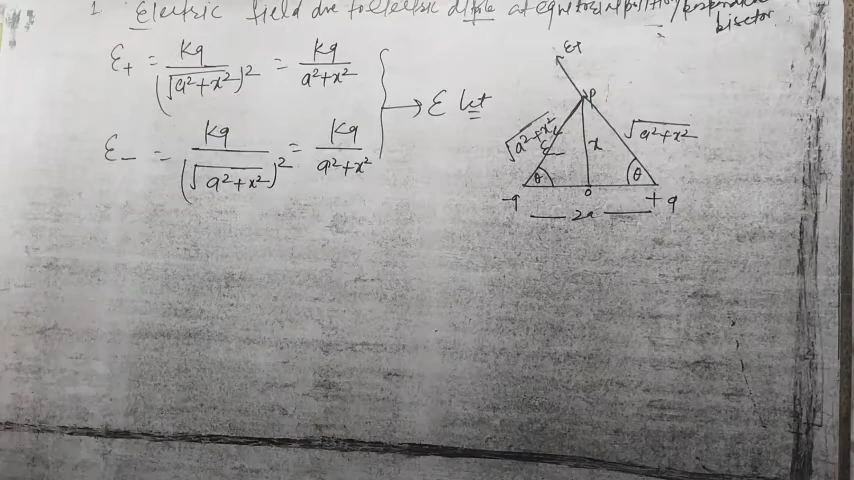 1 Electric field due to electric dipole at equitorial position/perpendicular
bisector
E+ = Kq/(√a²+x²)² = Kq/a²+x²
→ E let
E− = Kq/(√a²+x²)² = Kq/a²+x²
E+
P
√a²+x²
√a²+x²
E−
x
θ
θ
-q
o
+q
2a